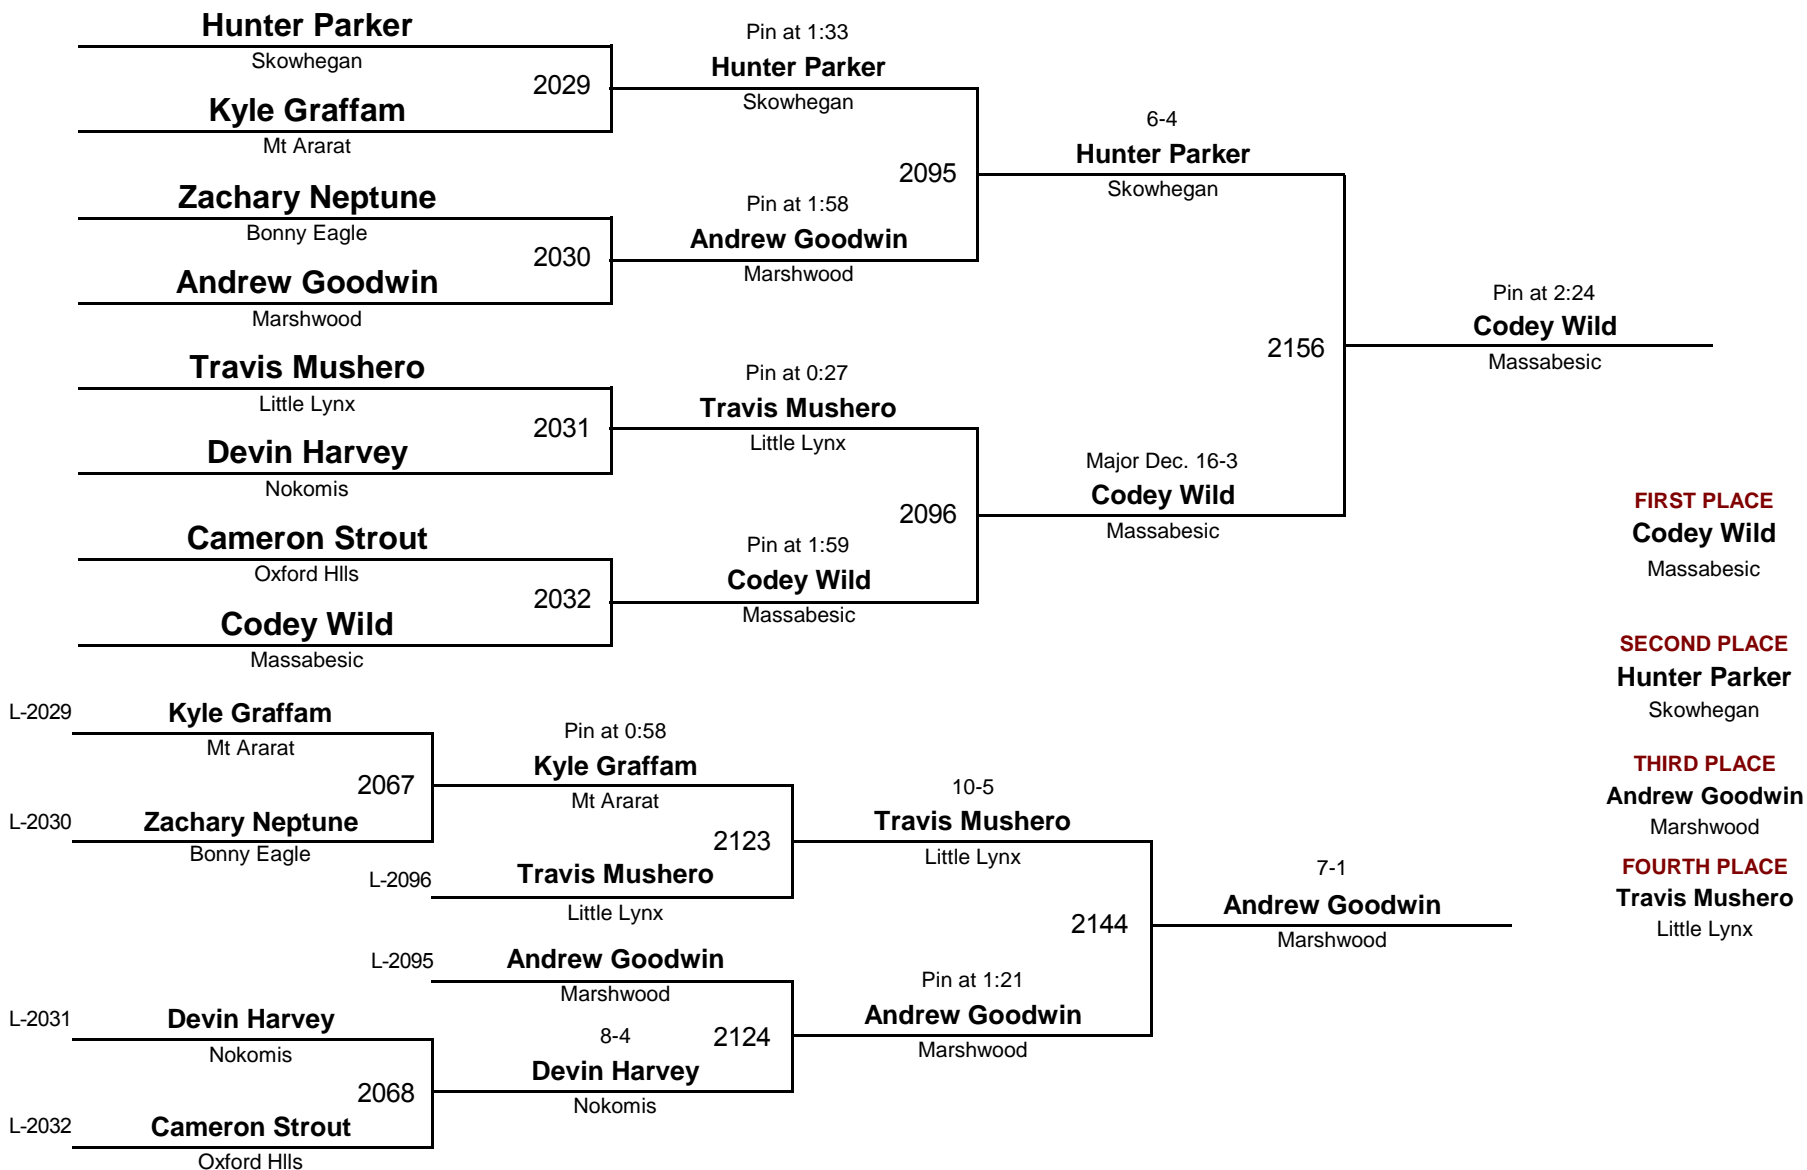 Hunter Parker
Skowhegan
2029
Kyle Graffam
Mt Ararat
Zachary Neptune
Bonny Eagle
2030
Andrew Goodwin
Marshwood
Travis Mushero
Little Lynx
2031
Devin Harvey
Nokomis
Cameron Strout
Oxford Hlls
2032
Codey Wild
Massabesic
Pin at 1:33
Hunter Parker
Skowhegan
2095
Pin at 1:58
Andrew Goodwin
Marshwood
Pin at 0:27
Travis Mushero
Little Lynx
2096
Pin at 1:59
Codey Wild
Massabesic
6-4
Hunter Parker
Skowhegan
2156
Major Dec. 16-3
Codey Wild
Massabesic
Pin at 2:24
Codey Wild
Massabesic
FIRST PLACE
Codey Wild
Massabesic
SECOND PLACE
Hunter Parker
Skowhegan
THIRD PLACE
Andrew Goodwin
Marshwood
FOURTH PLACE
Travis Mushero
Little Lynx
L-2029
Kyle Graffam
Mt Ararat
2067
L-2030
Zachary Neptune
Bonny Eagle
L-2031
Devin Harvey
Nokomis
2068
L-2032
Cameron Strout
Oxford Hlls
Pin at 0:58
Kyle Graffam
Mt Ararat
2123
L-2096
Travis Mushero
Little Lynx
L-2095
Andrew Goodwin
Marshwood
2124
8-4
Devin Harvey
Nokomis
10-5
Travis Mushero
Little Lynx
2144
Pin at 1:21
Andrew Goodwin
Marshwood
7-1
Andrew Goodwin
Marshwood